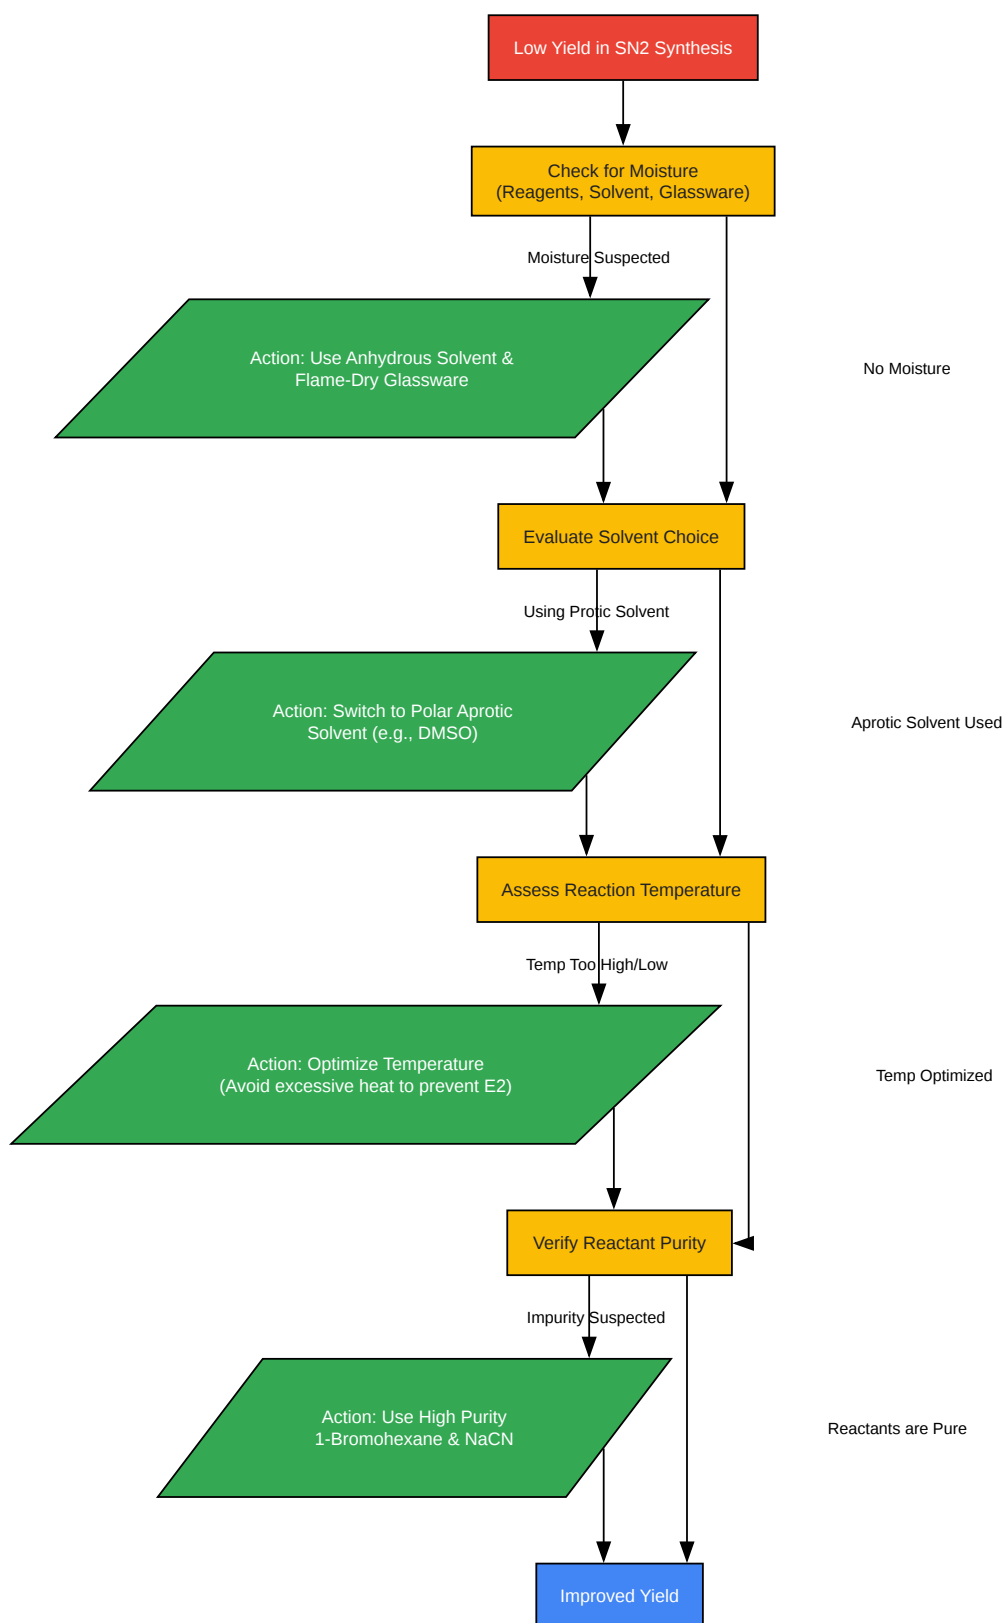 Low Yield in SN2 Synthesis
Check for Moisture
(Reagents, Solvent, Glassware)
Moisture Suspected
Action: Use Anhydrous Solvent &
Flame-Dry Glassware
No Moisture
Evaluate Solvent Choice
Using Protic Solvent
Action: Switch to Polar Aprotic
Solvent (e.g., DMSO)
Aprotic Solvent Used
Assess Reaction Temperature
Temp Too High/Low
Action: Optimize Temperature
(Avoid excessive heat to prevent E2)
Temp Optimized
Verify Reactant Purity
Impurity Suspected
Action: Use High Purity
1-Bromohexane & NaCN
Reactants are Pure
Improved Yield